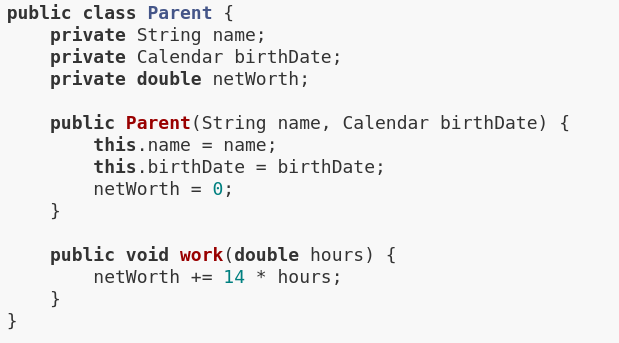 public class Parent {
    private String name;
    private Calendar birthDate;
    private double netWorth;

    public Parent(String name, Calendar birthDate) {
        this.name = name;
        this.birthDate = birthDate;
        netWorth = 0;
    }

    public void work(double hours) {
        netWorth += 14 * hours;
    }
}